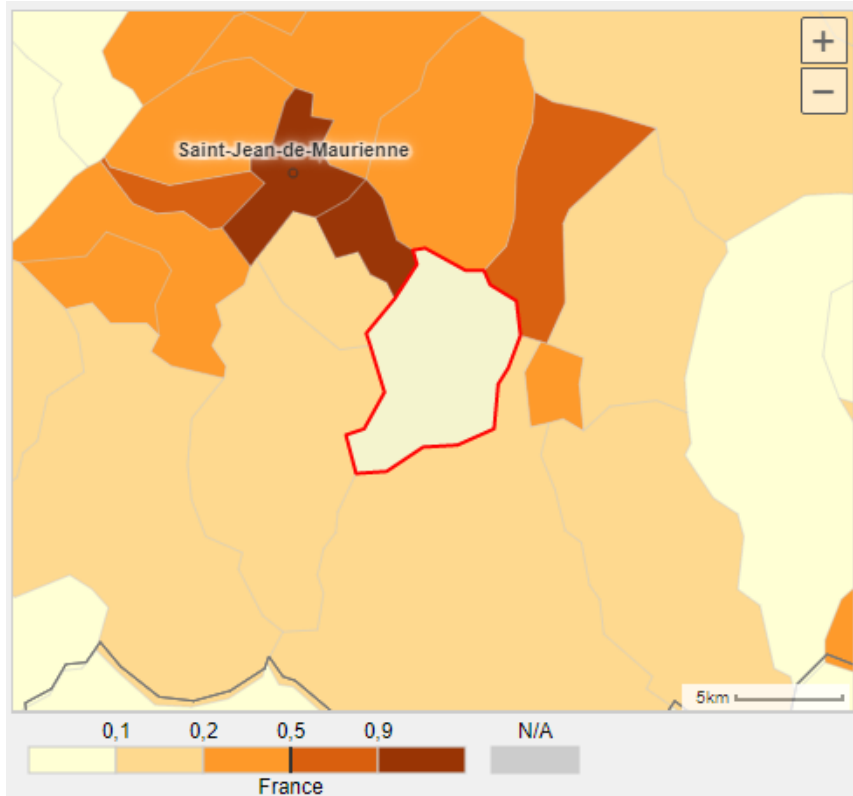 +
−
Saint-Jean-de-Maurienne
5km
0,1 0,2 0,5 0,9 N/A
France